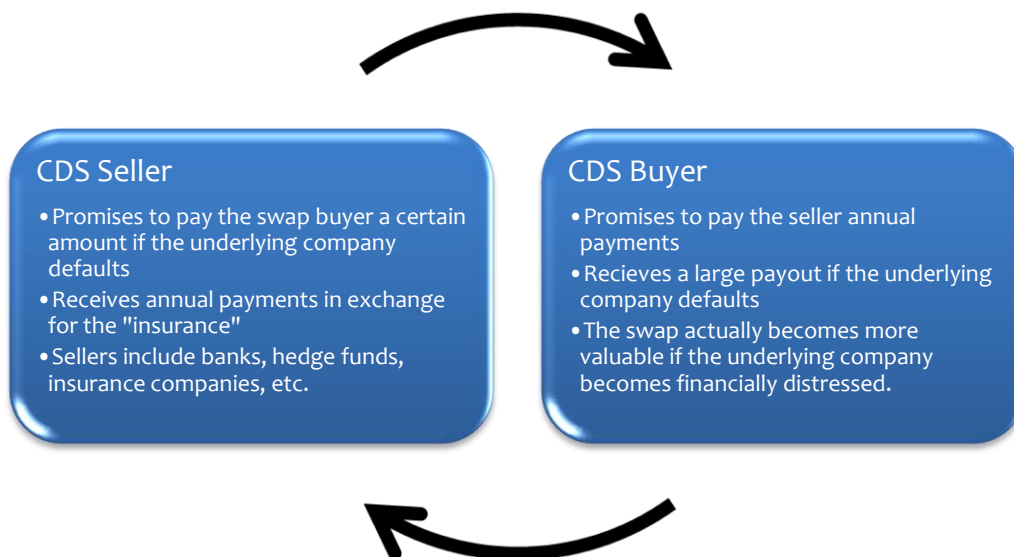 CDS Seller
•Promises to pay the swap buyer a certain
amount if the underlying company
defaults
•Receives annual payments in exchange
for the "insurance"
•Sellers include banks, hedge funds,
insurance companies, etc.
CDS Buyer
•Promises to pay the seller annual
payments
•Recieves a large payout if the underlying
company defaults
•The swap actually becomes more
valuable if the underlying company
becomes financially distressed.